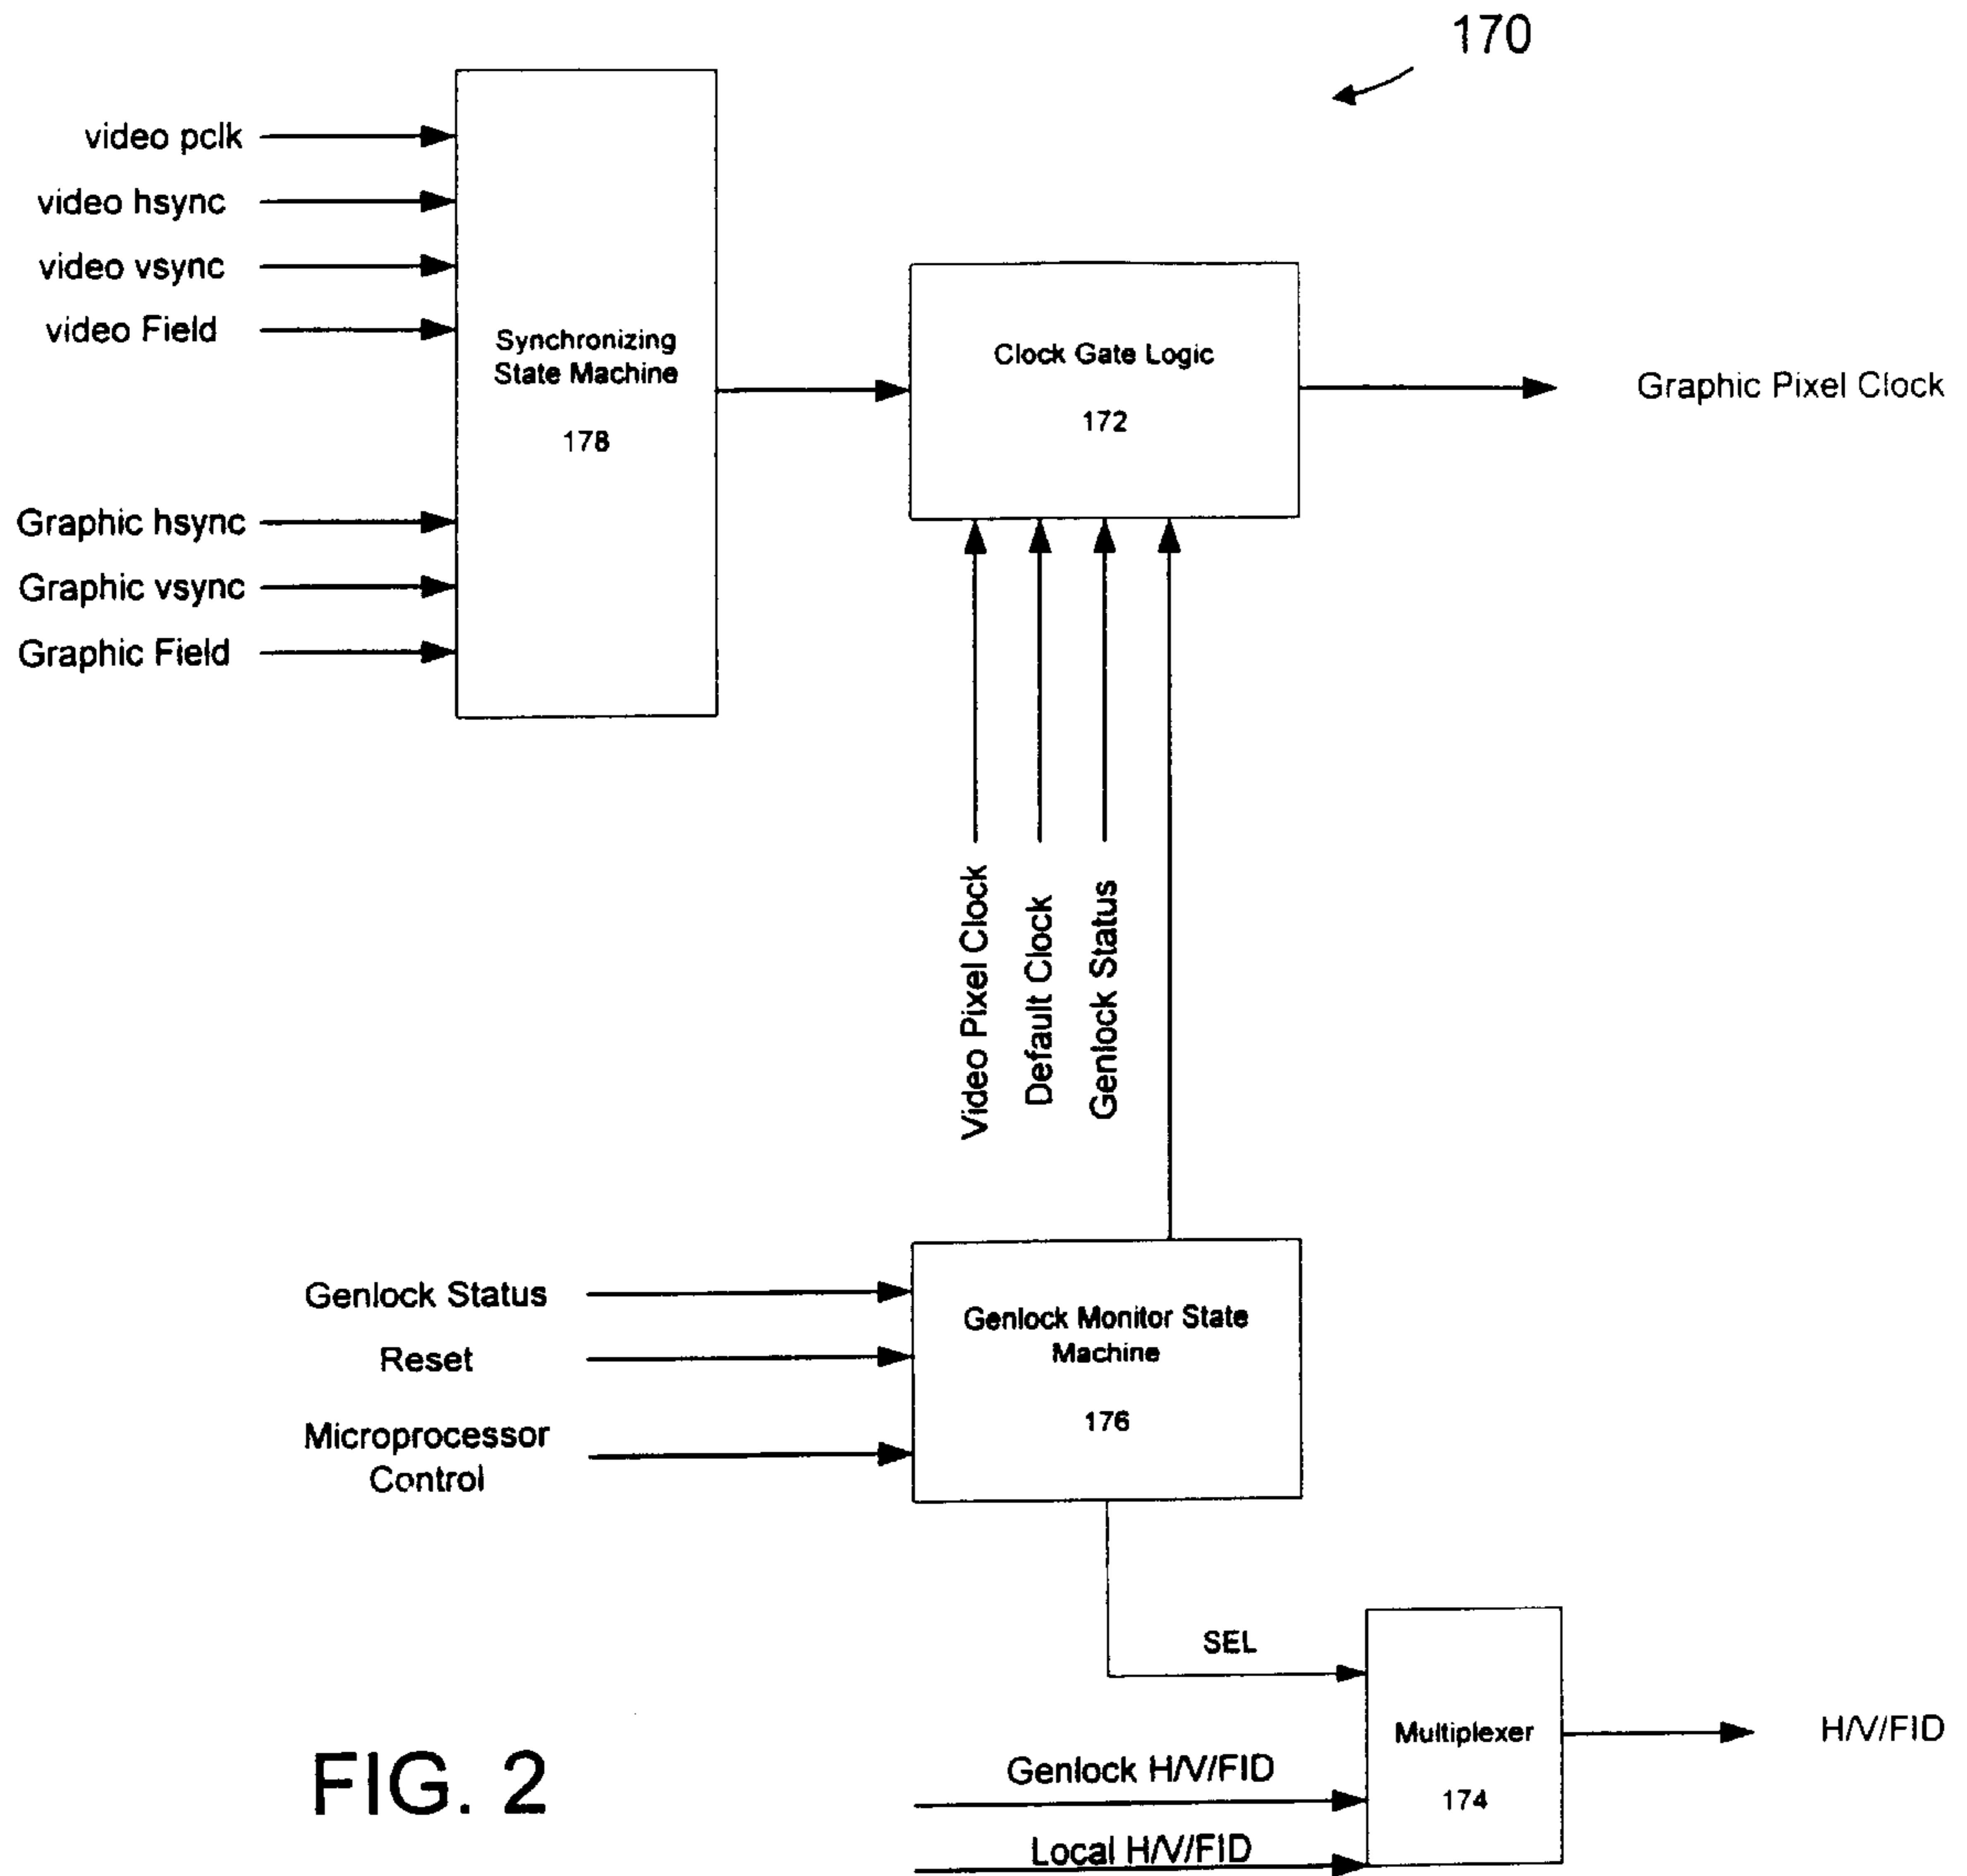 170
video pclk
video hsync
video vsync
video Field
Graphic hsync
Graphic vsync
Graphic Field
Synchronizing
State Machine
178
Clock Gate Logic
172
Graphic Pixel Clock
Video Pixel Clock
Default Clock
Genlock Status
Genlock Status
Reset
Microprocessor
Control
Genlock Monitor State
Machine
176
SEL
Genlock H/V/FID
Local H/V/FID
Multiplexer
174
H/V/FID
FIG. 2